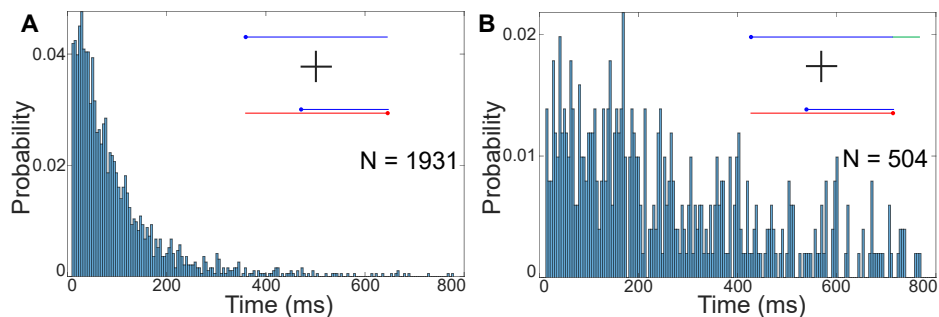 A
Probability
0.04
0.02
0
N = 1931
0 200 400 600 800
Time (ms)
B
Probability
0.02
0.01
0
N = 504
0 200 400 600 800
Time (ms)